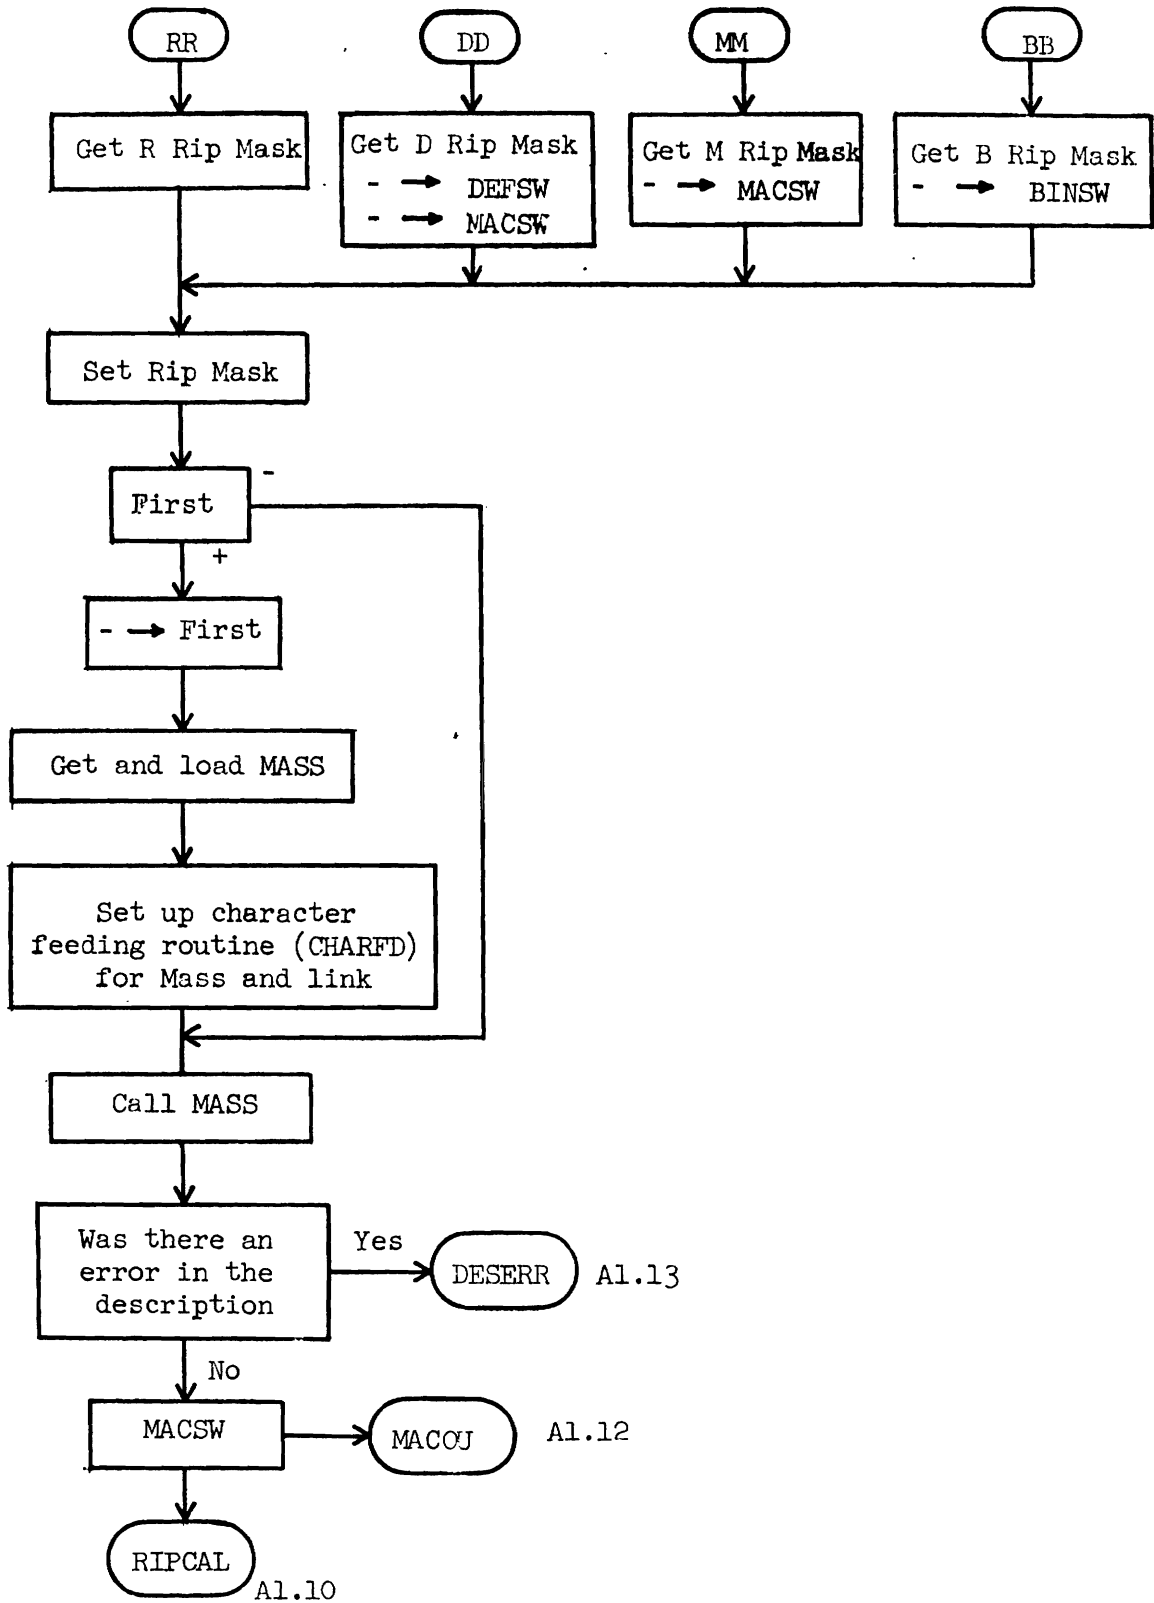 RR
DD
MM
BB
Get R Rip Mask
Get D Rip Mask
- → DEFSW
- → MACSW
Get M Rip Mask
- → MACSW
Get B Rip Mask
- → BINSW
Set Rip Mask
First
-
+
- → First
Get and load MASS
Set up character
feeding routine (CHARFD)
for Mass and link
Call MASS
Was there an
error in the
description
Yes
DESERR
A1.13
No
MACSW
MACOU
A1.12
RIPCAL
A1.10